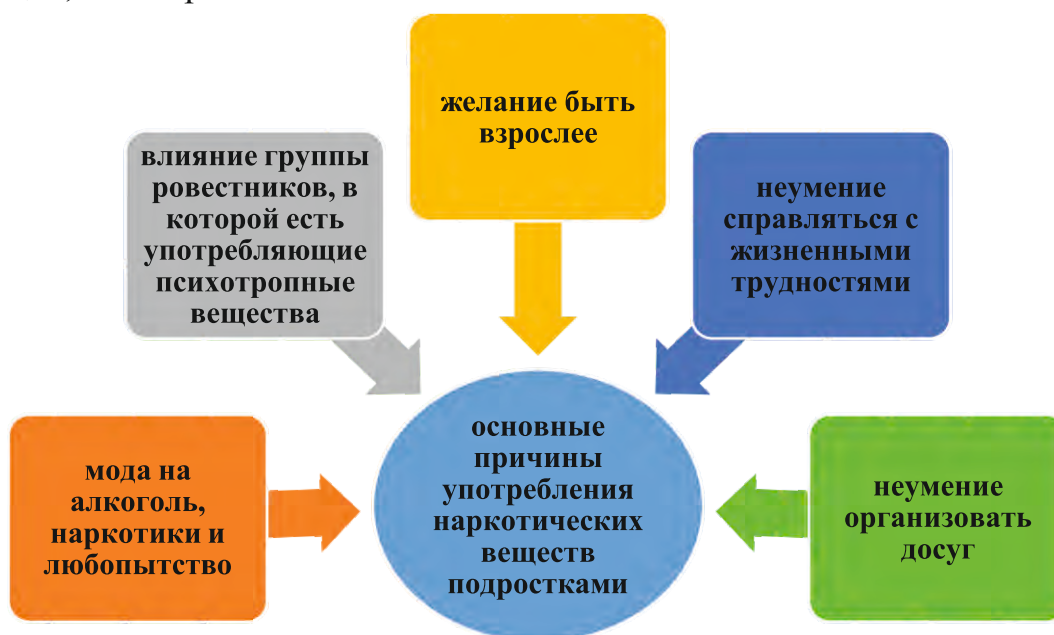 желание быть
взрослее
влияние группы
ровестников, в
которой есть
употребляющие
психотропные
вещества
неумение
справляться с
жизненными
трудностями
мода на
алкоголь,
наркотики и
любопытство
основные
причины
употребления
наркотических
веществ
подростками
неумение
организовать
досуг